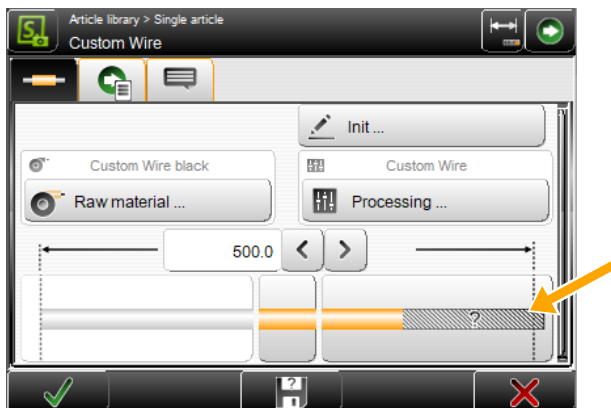 Article library > Single article
Custom Wire
Init ...
Custom Wire black
Custom Wire
Raw material ...
Processing ...
500.0
?
?